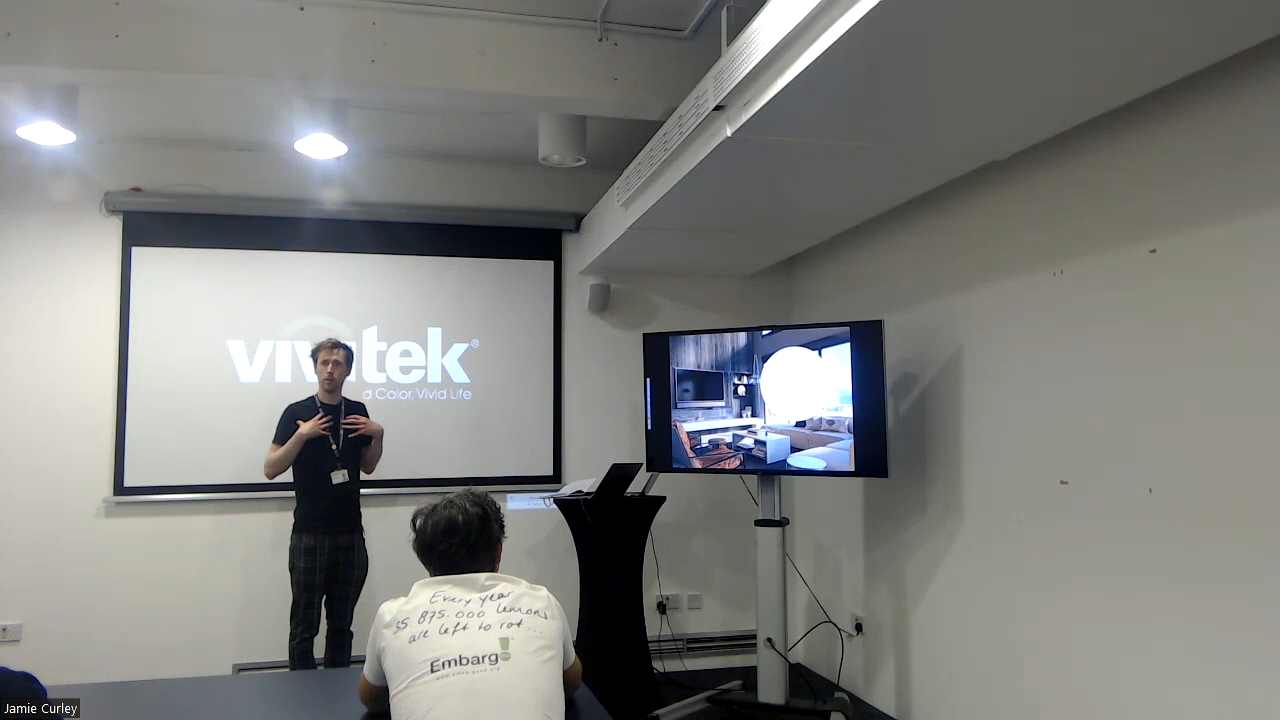 vivitek®
d Color, Vivid Life
Every year
35.875.000 lemons
are left to rot...
Embargo
Jamie Curley